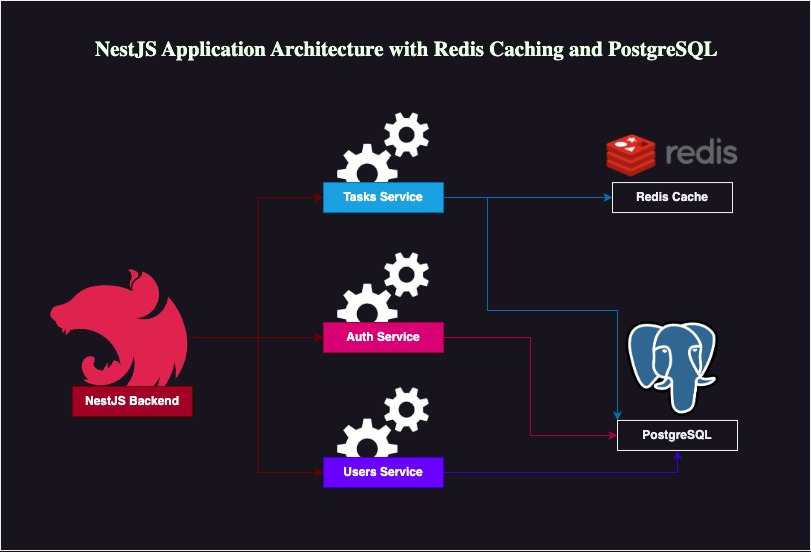 NestJS Application Architecture with Redis Caching and PostgreSQL
redis
Tasks Service
Redis Cache
Auth Service
NestJS Backend
PostgreSQL
Users Service